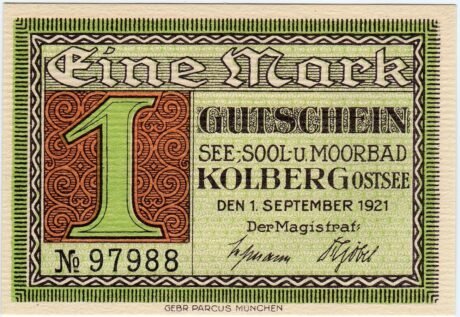 Eine Mark
1
GUTSCHEIN
SEE-, SOOL- U. MOORBAD
KOLBERG OSTSEE
DEN 1. SEPTEMBER 1921
Der Magistrat:
№ 97988
GEBR PARCUS MÜNCHEN